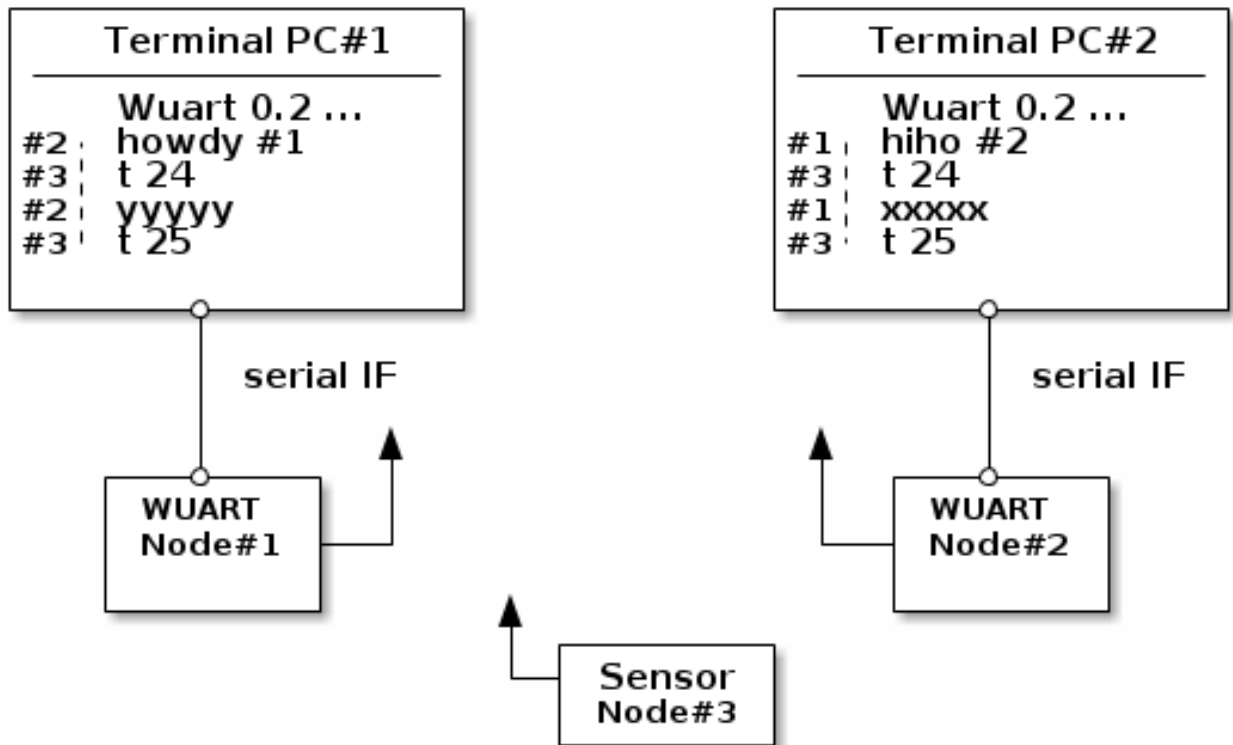 Terminal PC#1
Wuart 0.2 ...
#2 howdy #1
#3 t 24
#2 yyyyy
#3 t 25
Terminal PC#2
Wuart 0.2 ...
#1 hiho #2
#3 t 24
#1 xxxxx
#3 t 25
serial IF
serial IF
WUART
Node#1
WUART
Node#2
Sensor
Node#3